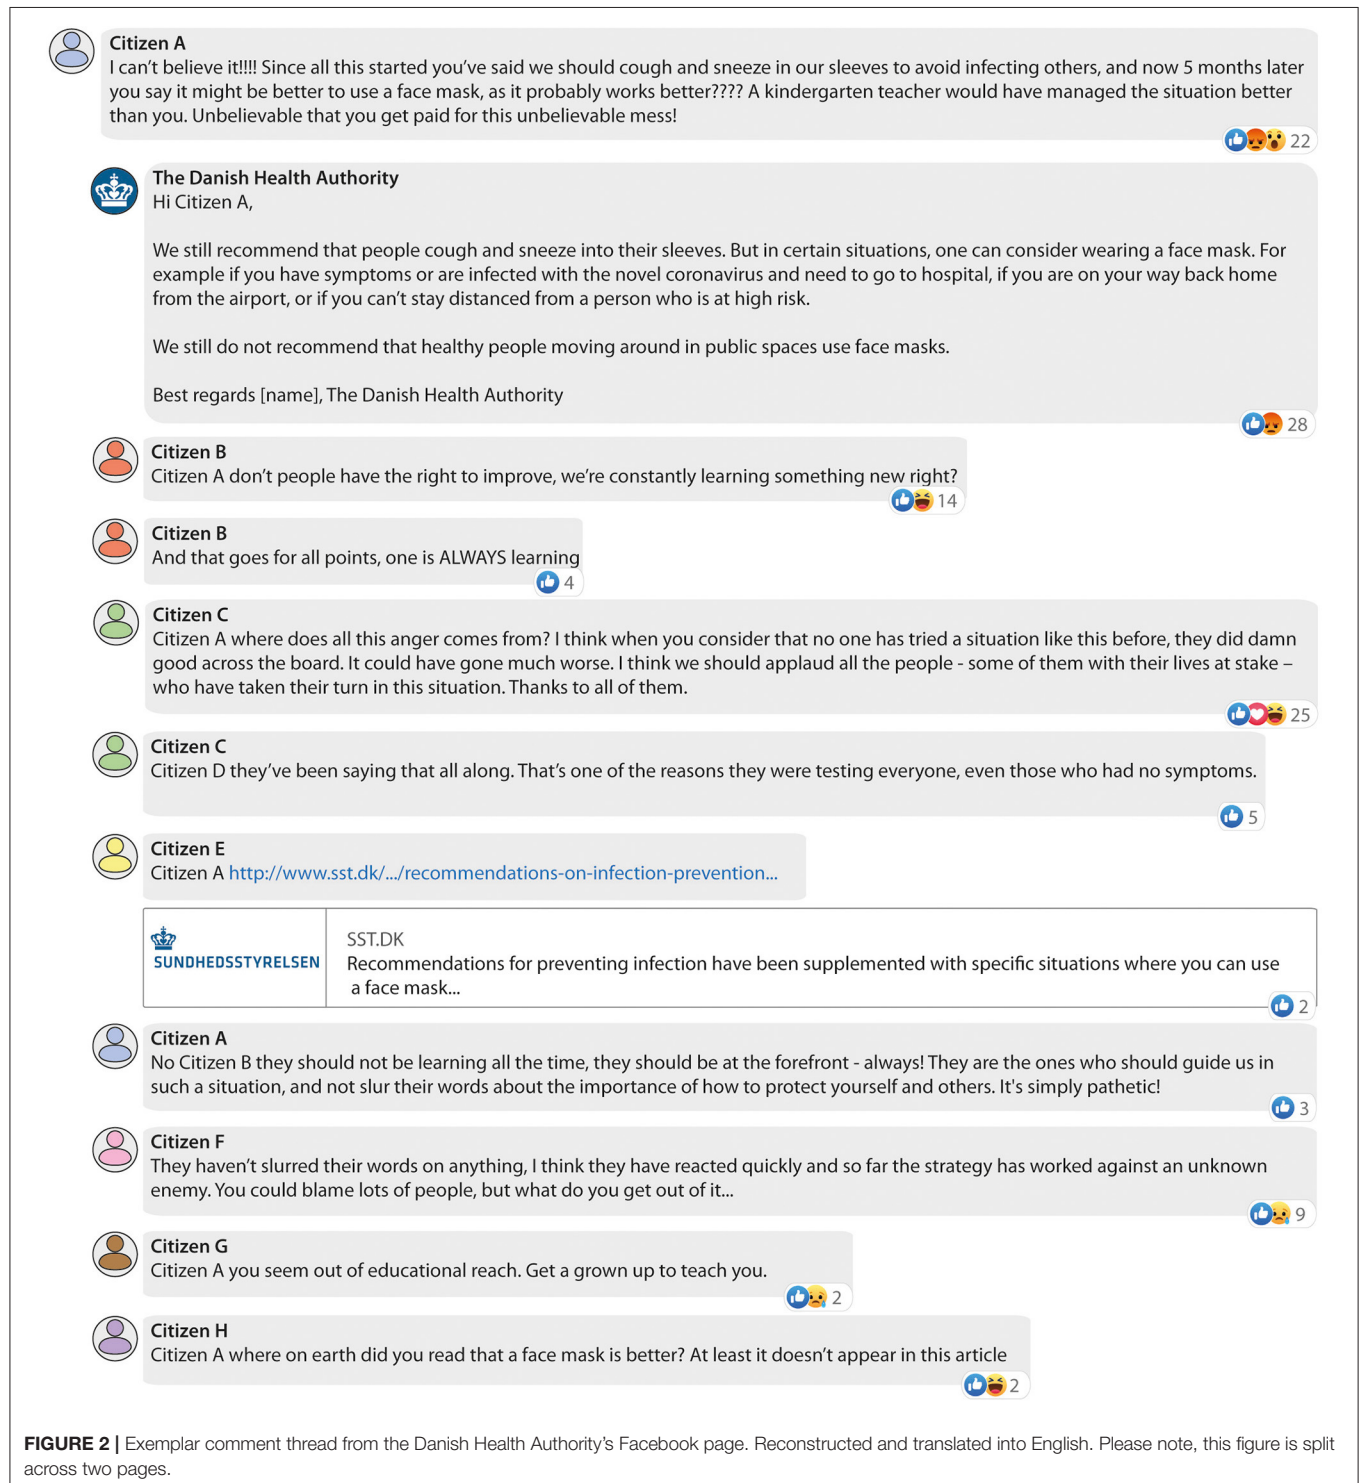 Citizen A
I can’t believe it!!!! Since all this started you’ve said we should cough and sneeze in our sleeves to avoid infecting others, and now 5 months later
you say it might be better to use a face mask, as it probably works better???? A kindergarten teacher would have managed the situation better
than you. Unbelievable that you get paid for this unbelievable mess!
22
The Danish Health Authority
Hi Citizen A,
We still recommend that people cough and sneeze into their sleeves. But in certain situations, one can consider wearing a face mask. For
example if you have symptoms or are infected with the novel coronavirus and need to go to hospital, if you are on your way back home
from the airport, or if you can’t stay distanced from a person who is at high risk.
We still do not recommend that healthy people moving around in public spaces use face masks.
Best regards [name], The Danish Health Authority
28
Citizen B
Citizen A don’t people have the right to improve, we’re constantly learning something new right?
14
Citizen B
And that goes for all points, one is ALWAYS learning
4
Citizen C
Citizen A where does all this anger comes from? I think when you consider that no one has tried a situation like this before, they did damn
good across the board. It could have gone much worse. I think we should applaud all the people - some of them with their lives at stake –
who have taken their turn in this situation. Thanks to all of them.
25
Citizen C
Citizen D they’ve been saying that all along. That’s one of the reasons they were testing everyone, even those who had no symptoms.
5
Citizen E
Citizen A http://www.sst.dk/.../recommendations-on-infection-prevention...
SUNDHEDSSTYRELSEN
SST.DK
Recommendations for preventing infection have been supplemented with specific situations where you can use
a face mask...
2
Citizen A
No Citizen B they should not be learning all the time, they should be at the forefront - always! They are the ones who should guide us in
such a situation, and not slur their words about the importance of how to protect yourself and others. It's simply pathetic!
3
Citizen F
They haven’t slurred their words on anything, I think they have reacted quickly and so far the strategy has worked against an unknown
enemy. You could blame lots of people, but what do you get out of it...
9
Citizen G
Citizen A you seem out of educational reach. Get a grown up to teach you.
2
Citizen H
Citizen A where on earth did you read that a face mask is better? At least it doesn’t appear in this article
2
FIGURE 2 | Exemplar comment thread from the Danish Health Authority’s Facebook page. Reconstructed and translated into English. Please note, this figure is split
across two pages.